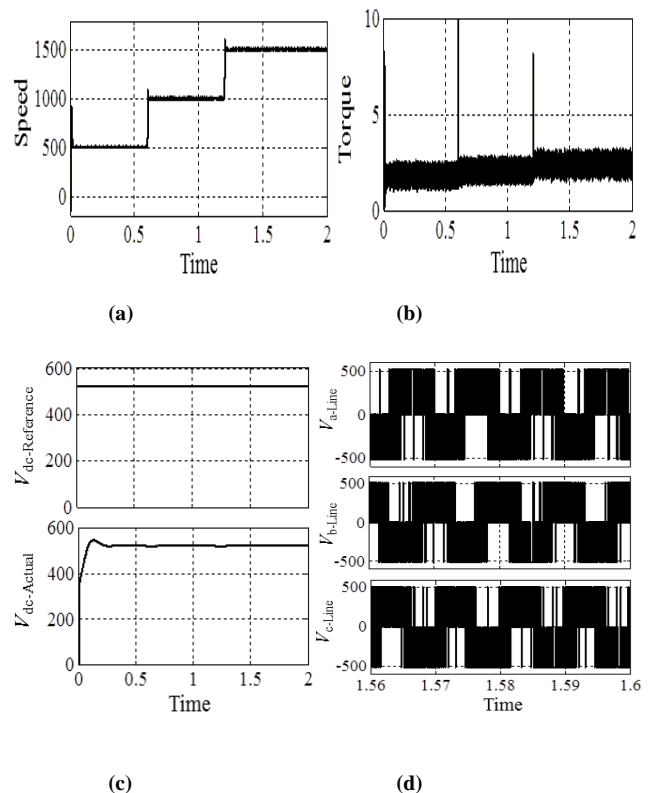 Speed
1500
1000
500
0
0 0.5 1 1.5 2
Time
Torque
10
5
0
0 0.5 1 1.5 2
Time
(a) (b)
Vdc-Reference
600
400
200
0
Vdc-Actual
600
400
200
0
0 0.5 1 1.5 2
Time
Va-Line
500
0
-500
Vb-Line
500
0
-500
Vc-Line
500
0
-500
1.56 1.57 1.58 1.59 1.6
Time
(c) (d)